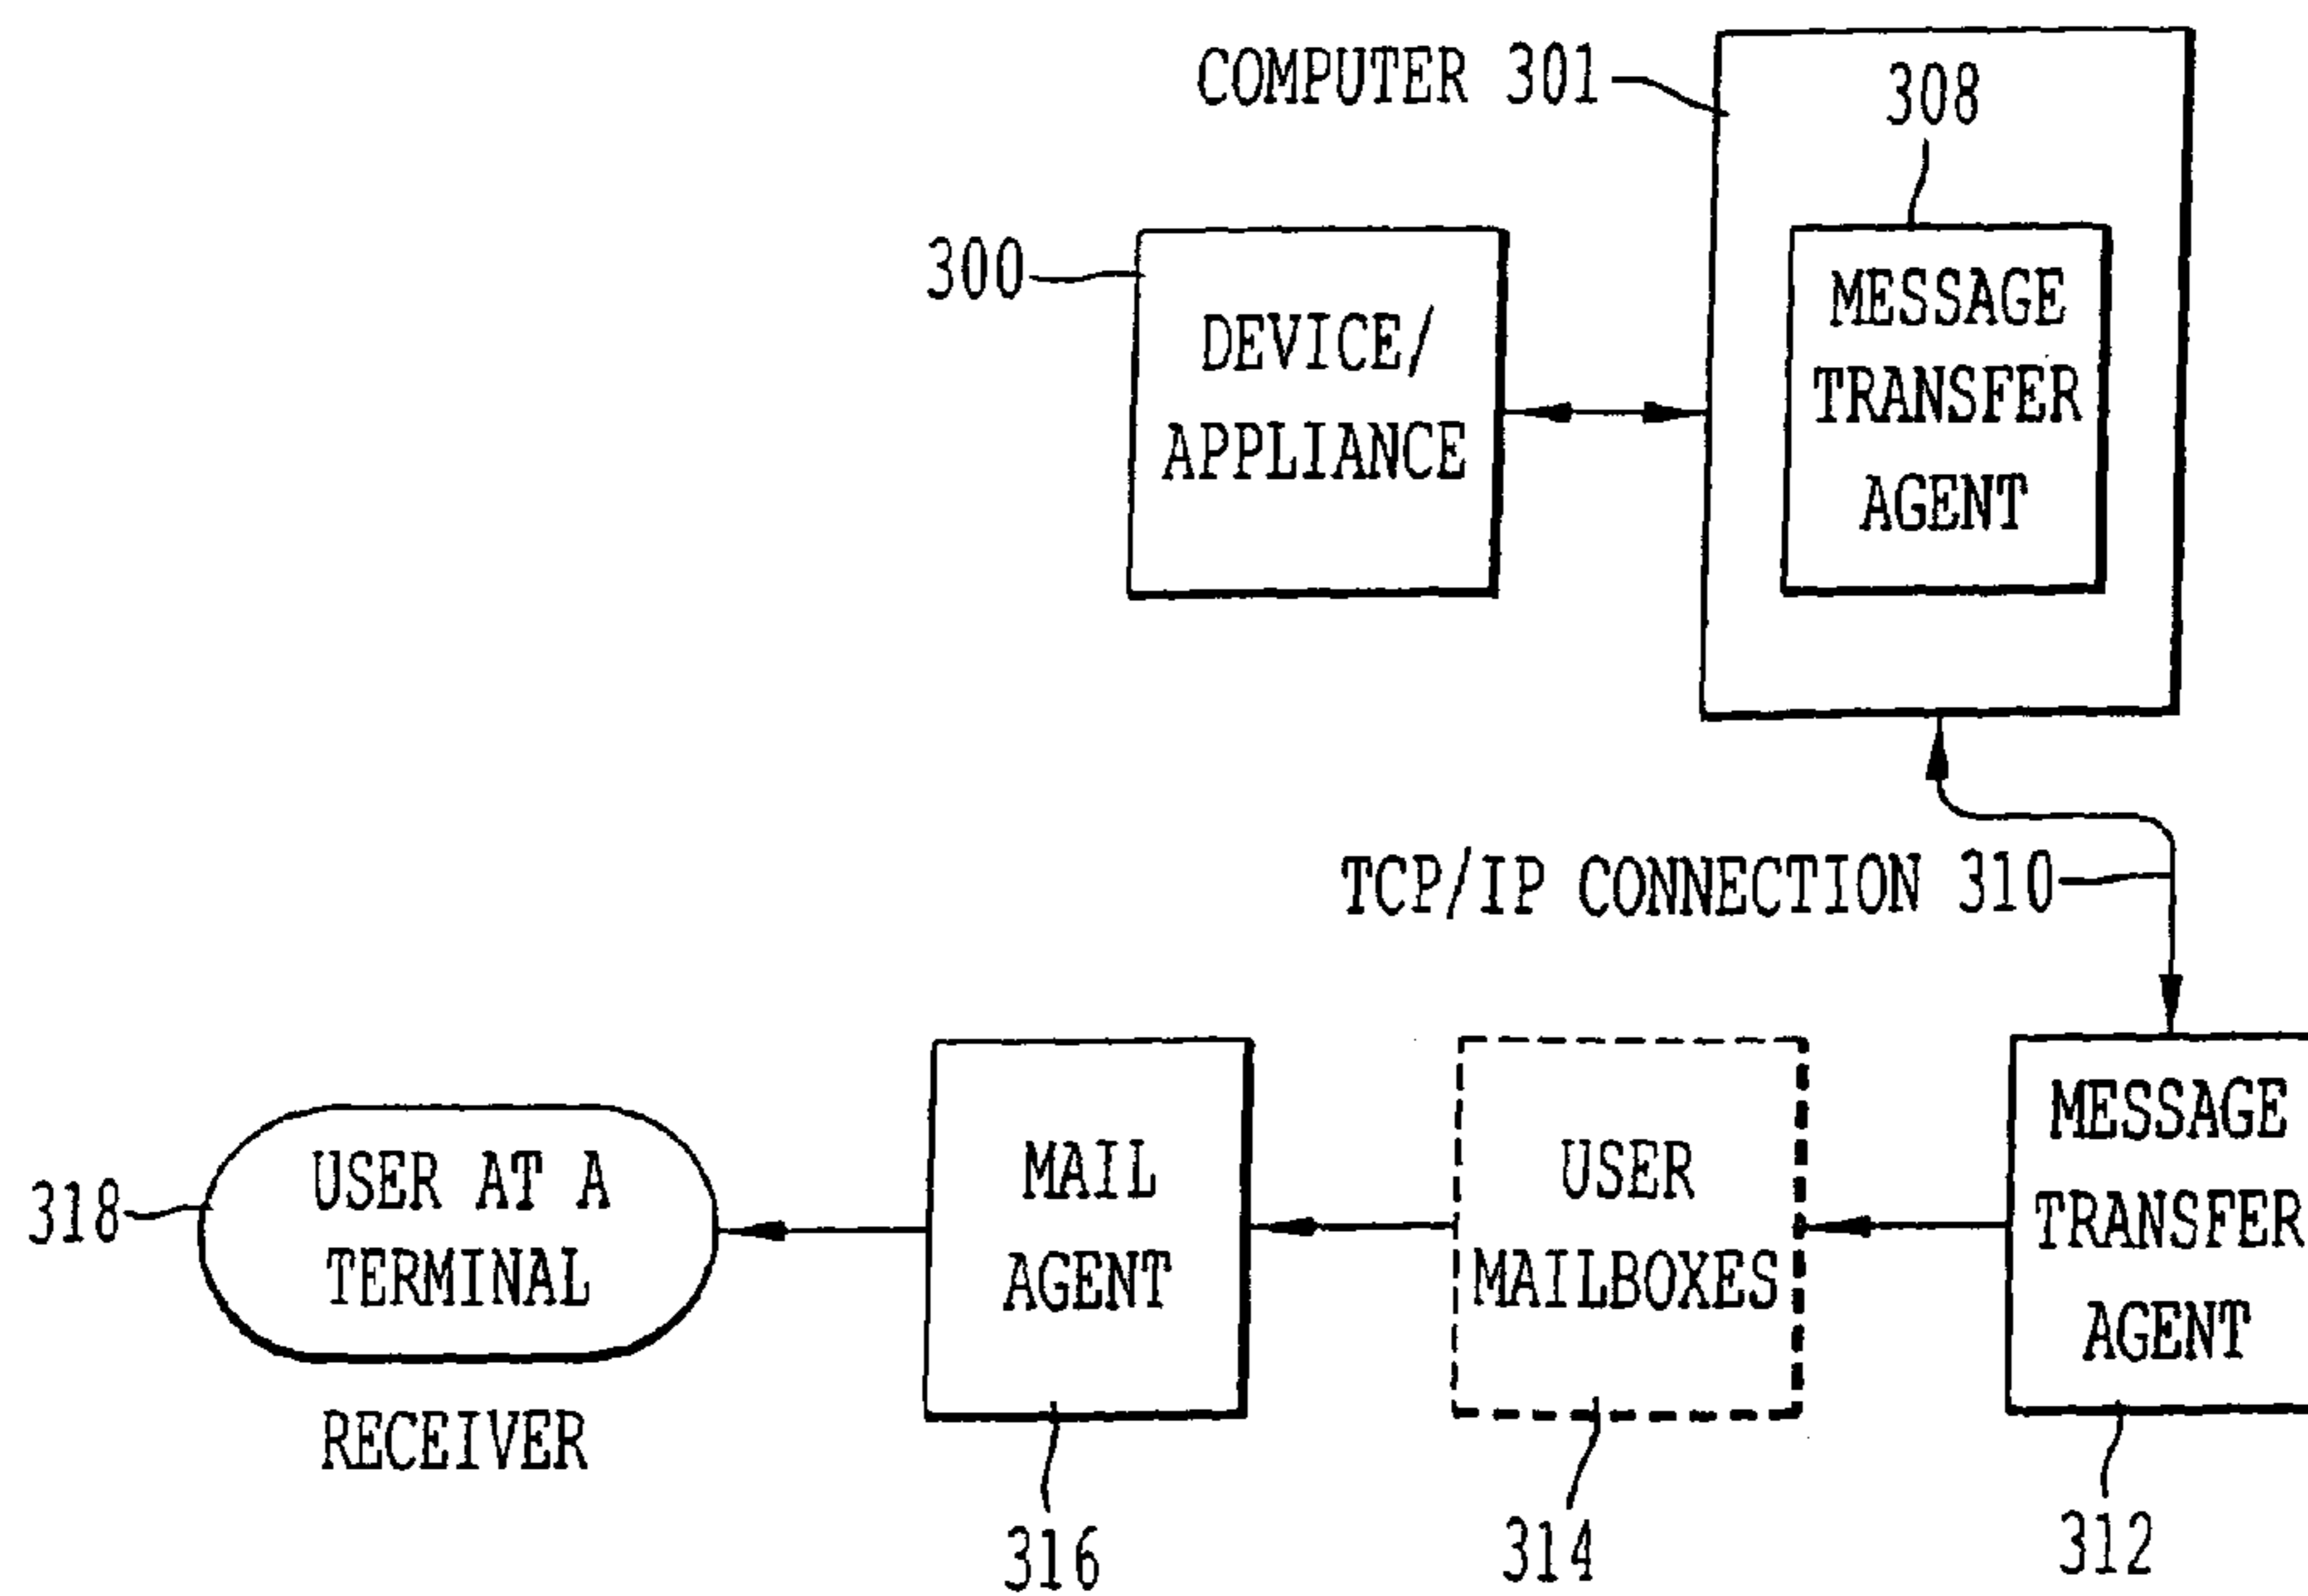 COMPUTER 301
308
300
DEVICE/
APPLIANCE
MESSAGE
TRANSFER
AGENT
TCP/IP CONNECTION 310
318
USER AT A
TERMINAL
RECEIVER
MAIL
AGENT
316
USER
MAILBOXES
314
MESSAGE
TRANSFER
AGENT
312